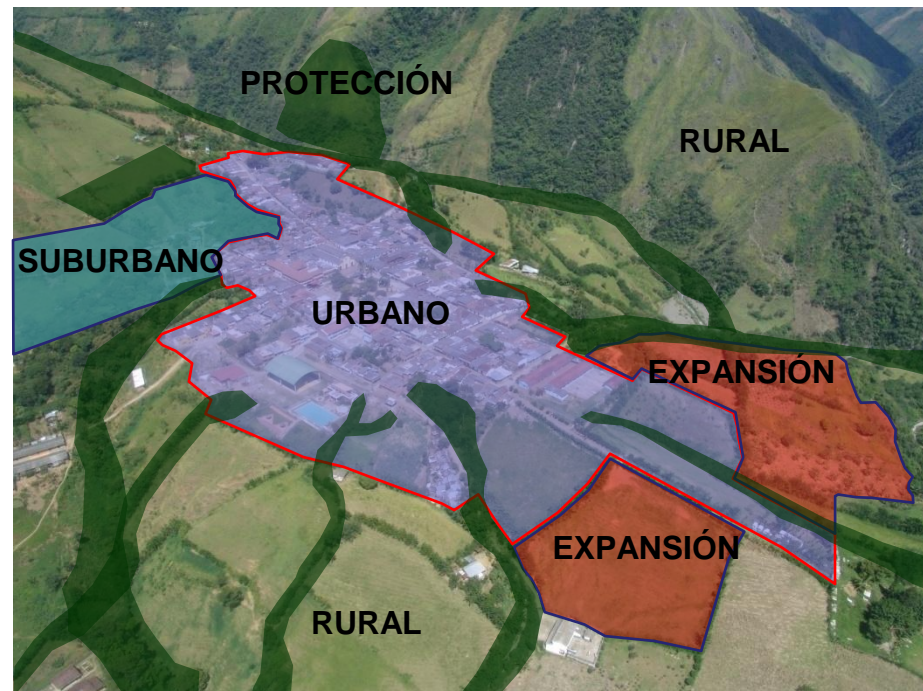 PROTECCIÓN
RURAL
SUBURBANO
URBANO
EXPANSIÓN
EXPANSIÓN
RURAL